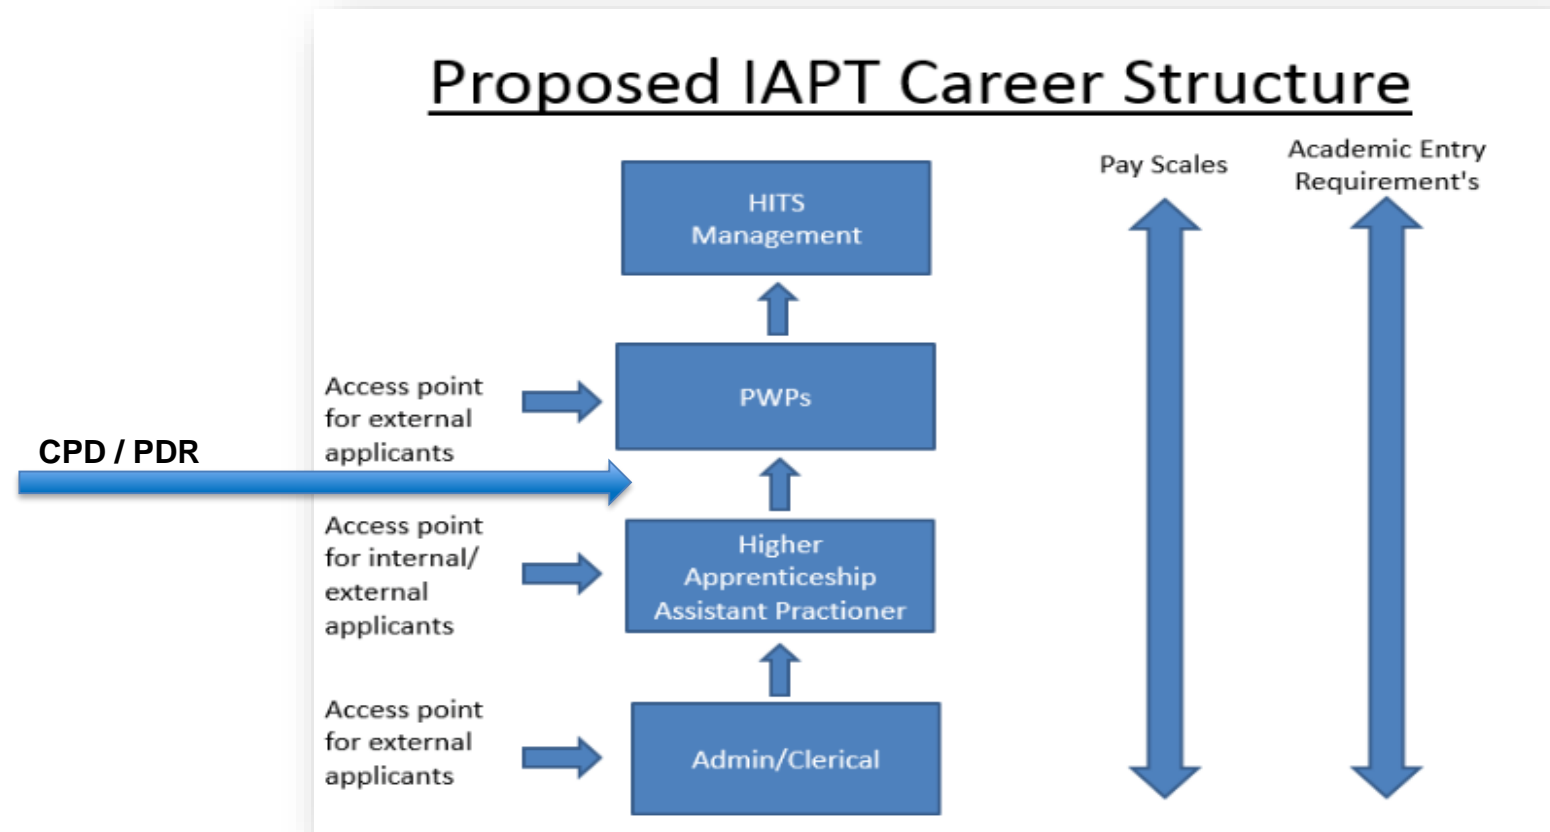 Proposed IAPT Career Structure
Pay Scales
Academic Entry
Requirement's
HITS
Management
Access point
for external
applicants
PWPs
CPD / PDR
Access point
for internal/
external
applicants
Higher
Apprenticeship
Assistant Practioner
Access point
for external
applicants
Admin/Clerical